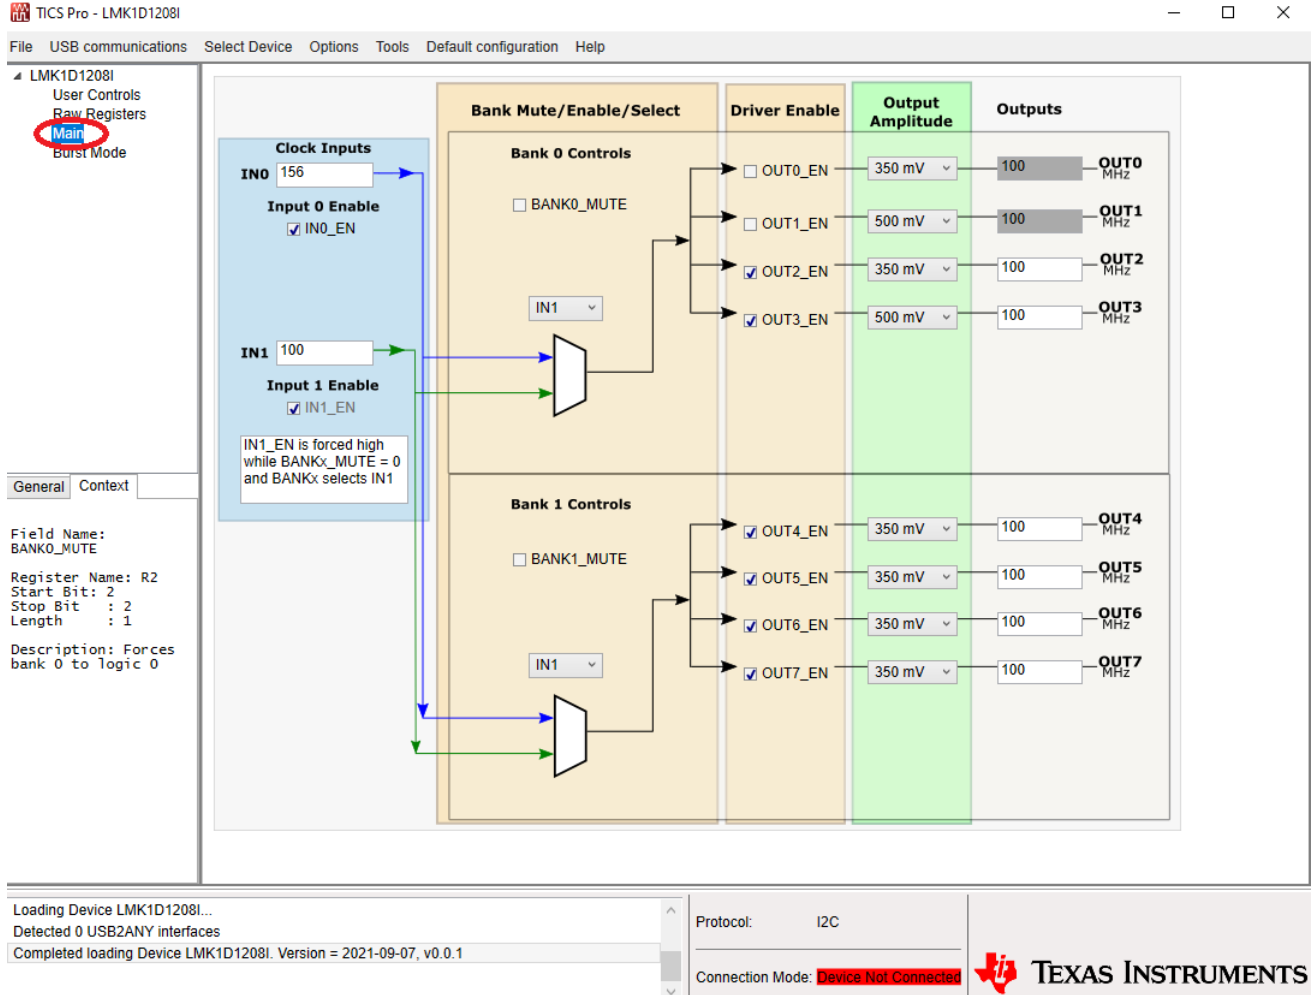 TICS Pro - LMK1D1208I
File USB communications Select Device Options Tools Default configuration Help
LMK1D1208I
User Controls
Raw Registers
Main
Burst Mode
General Context
Field Name:
BANK0_MUTE
Register Name: R2
Start Bit: 2
Stop Bit : 2
Length : 1
Description: Forces
bank 0 to logic 0
Clock Inputs
IN0 156
Input 0 Enable
IN0_EN
IN1 100
Input 1 Enable
IN1_EN
IN1_EN is forced high
while BANKx_MUTE = 0
and BANKx selects IN1
Bank Mute/Enable/Select
Driver Enable
Output
Amplitude
Outputs
Bank 0 Controls
BANK0_MUTE
IN1
OUT0_EN 350 mV 100 OUT0
MHz
OUT1_EN 500 mV 100 OUT1
MHz
OUT2_EN 350 mV 100 OUT2
MHz
OUT3_EN 500 mV 100 OUT3
MHz
Bank 1 Controls
BANK1_MUTE
IN1
OUT4_EN 350 mV 100 OUT4
MHz
OUT5_EN 350 mV 100 OUT5
MHz
OUT6_EN 350 mV 100 OUT6
MHz
OUT7_EN 350 mV 100 OUT7
MHz
Loading Device LMK1D1208I...
Detected 0 USB2ANY interfaces
Completed loading Device LMK1D1208I. Version = 2021-09-07, v0.0.1
Protocol: I2C
Connection Mode: Device Not Connected
TEXAS INSTRUMENTS